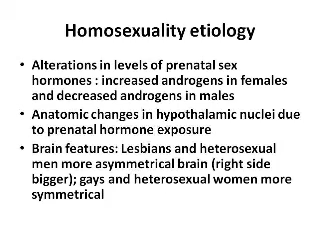 Homosexuality etiology
• Alterations in levels of prenatal sex
hormones : increased androgens in females
and decreased androgens in males
• Anatomic changes in hypothalamic nuclei due
to prenatal hormone exposure
• Brain features: Lesbians and heterosexual
men more asymmetrical brain (right side
bigger); gays and heterosexual women more
symmetrical